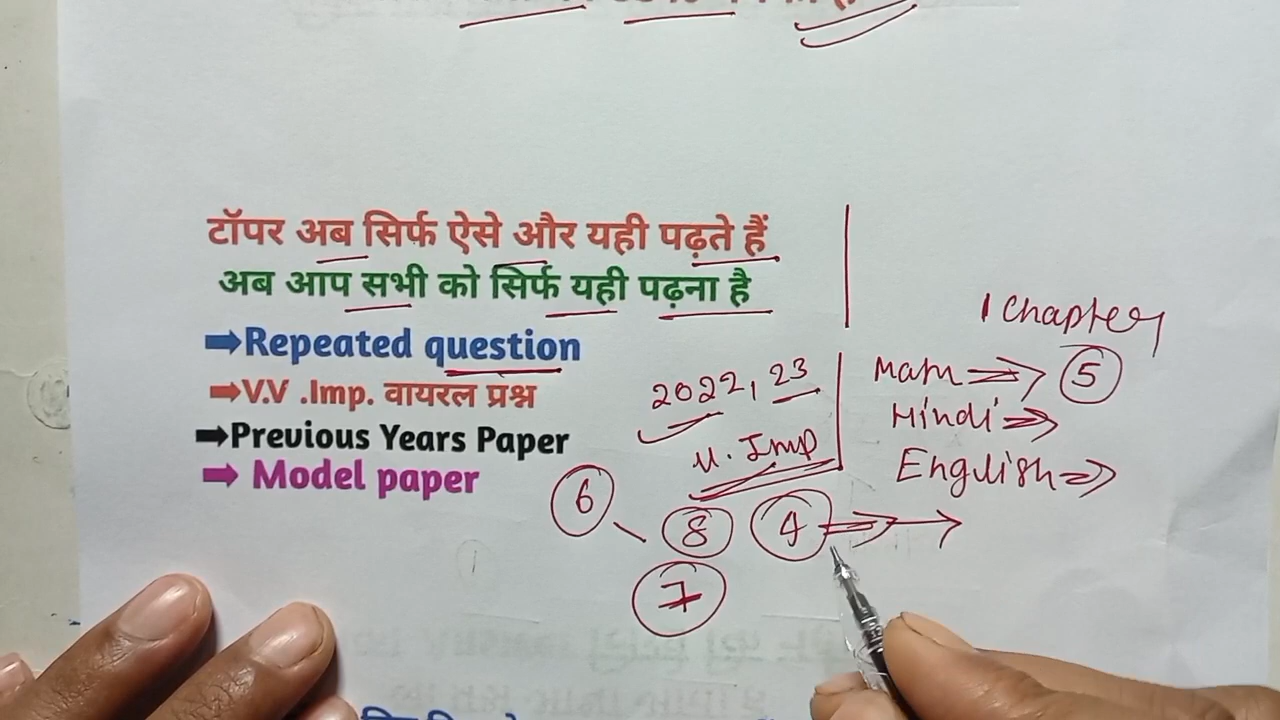 टॉपर अब सिर्फ ऐसे और यही पढ़ते हैं
अब आप सभी को सिर्फ यही पढ़ना है
➡Repeated question
➡V.V .Imp. वायरल प्रश्न
➡Previous Years Paper
➡ Model paper
2022, 23
V. Imp
6
8
4
7
1 Chapter
Math ⇒ 5
Hindi ⇒
English ⇒